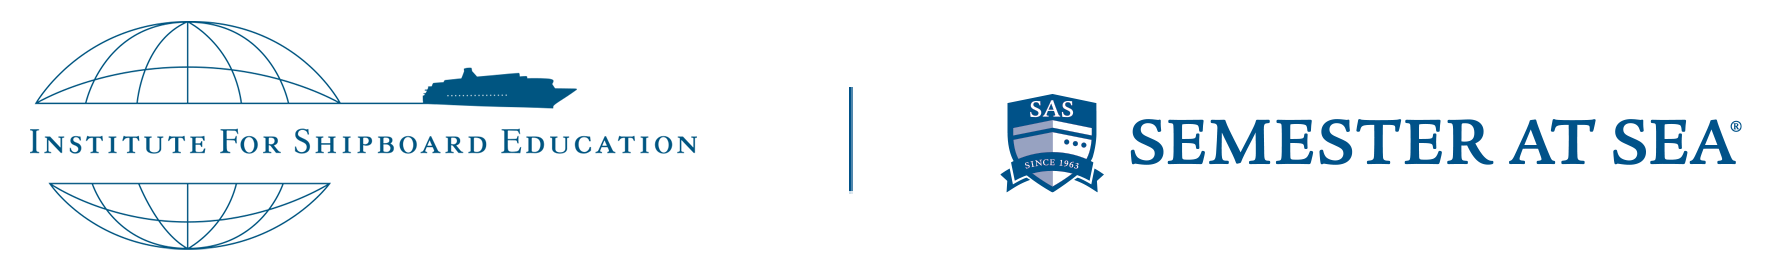 Institute For Shipboard Education
SAS
SINCE 1963
SEMESTER AT SEA®